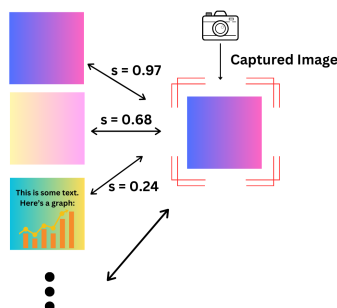 Captured Image
s = 0.97
s = 0.68
This is some text.
Here's a graph:
s = 0.24